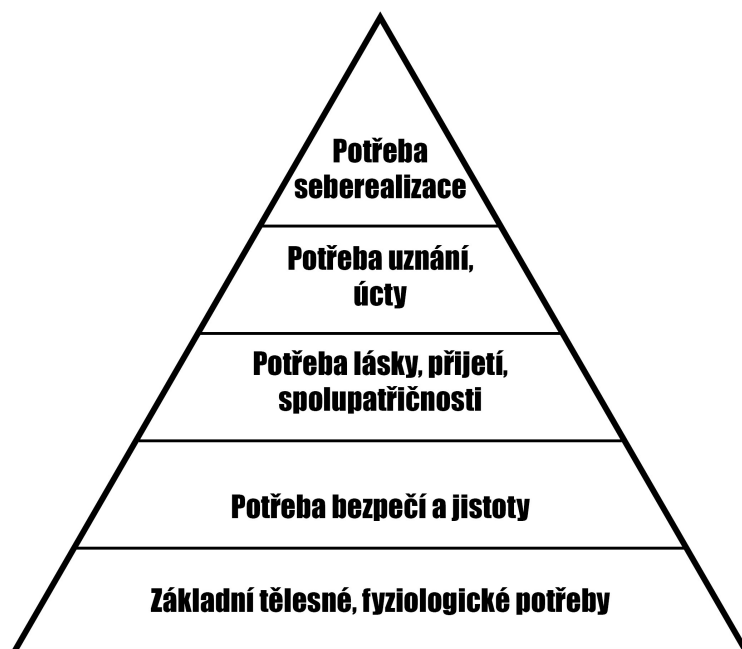 Potřeba
seberealizace
Potřeba uznání,
úcty
Potřeba lásky, přijetí,
spolupatřičnosti
Potřeba bezpečí a jistoty
Základní tělesné, fyziologické potřeby